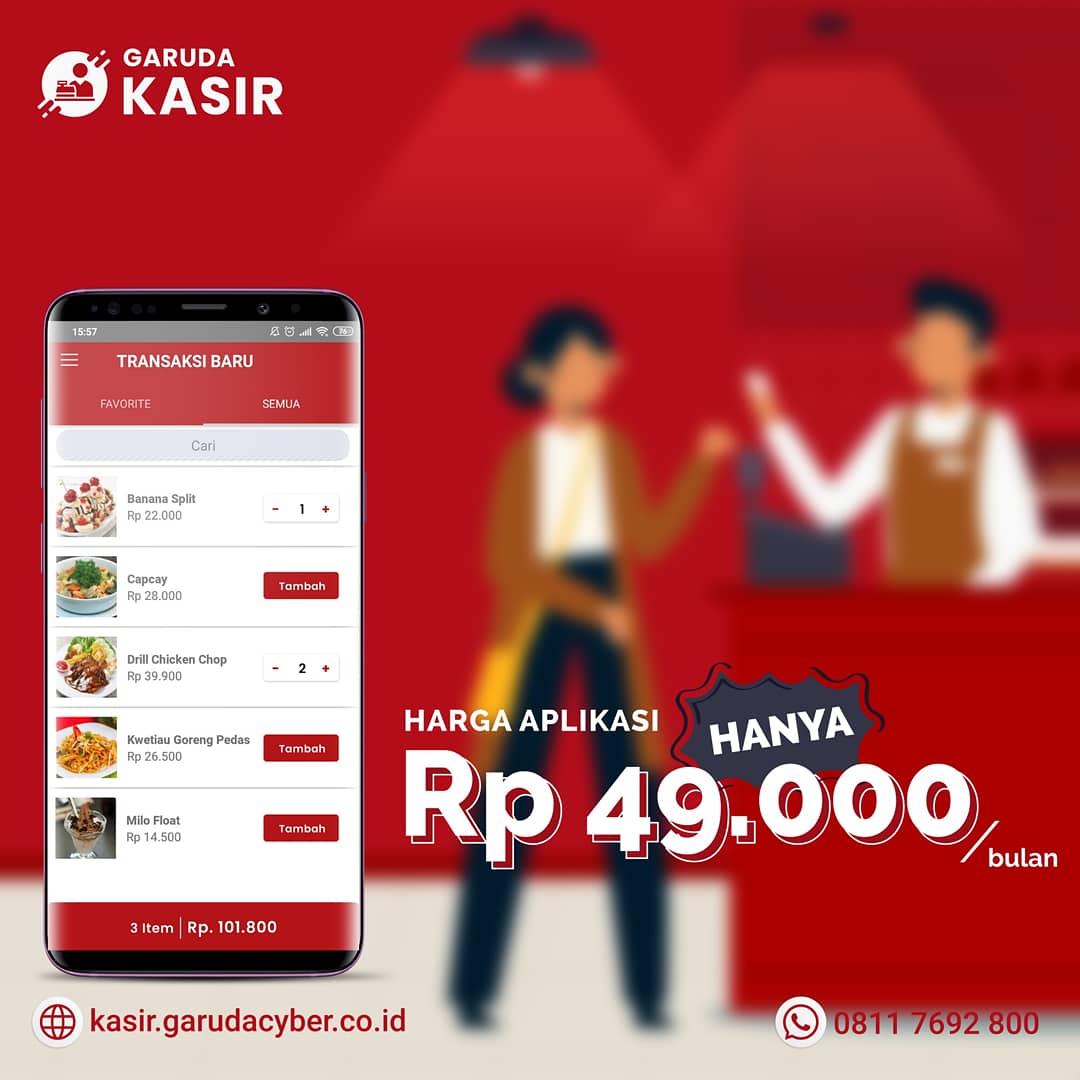 GARUDA
KASIR
15:57
76
TRANSAKSI BARU
FAVORITE
SEMUA
Cari
Banana Split
Rp 22.000
- 1 +
Capcay
Rp 28.000
Tambah
Drill Chicken Chop
Rp 39.900
- 2 +
Kwetiau Goreng Pedas
Rp 26.500
Tambah
Milo Float
Rp 14.500
Tambah
3 Item | Rp. 101.800
HARGA APLIKASI
HANYA
Rp 49.000/
bulan
kasir.garudacyber.co.id
0811 7692 800